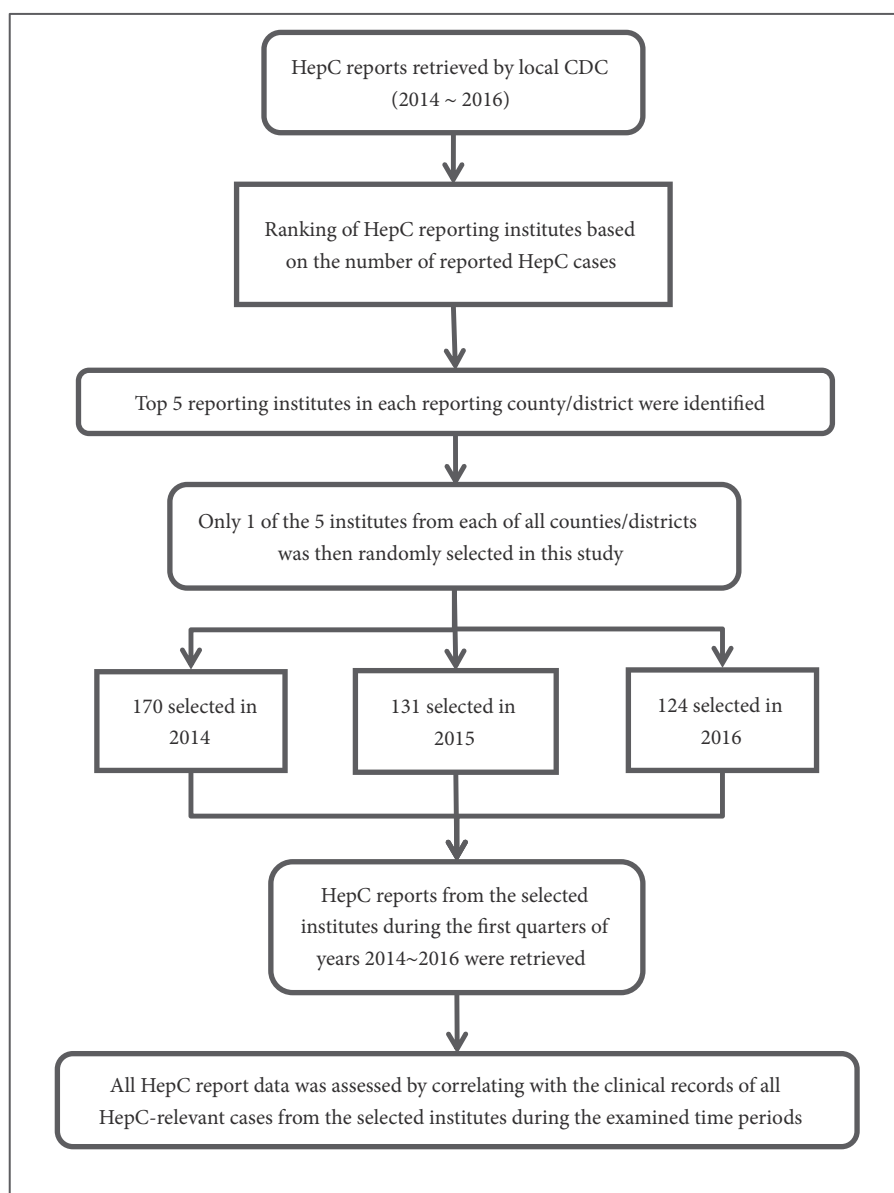 HepC reports retrieved by local CDC
(2014 ~ 2016)
Ranking of HepC reporting institutes based
on the number of reported HepC cases
Top 5 reporting institutes in each reporting county/district were identified
Only 1 of the 5 institutes from each of all counties/districts
was then randomly selected in this study
170 selected in
2014
131 selected in
2015
124 selected in
2016
HepC reports from the selected
institutes during the first quarters of
years 2014~2016 were retrieved
All HepC report data was assessed by correlating with the clinical records of all
HepC-relevant cases from the selected institutes during the examined time periods